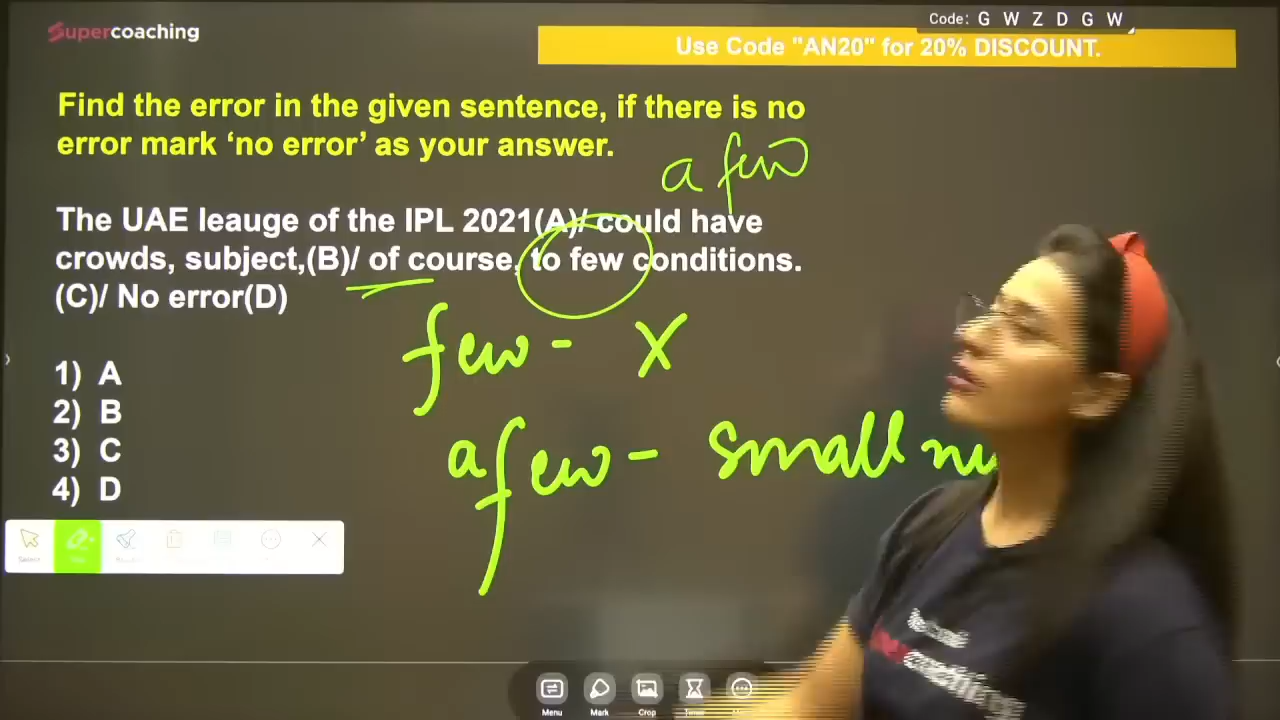 Supercoaching
Code: G W Z D G W
Use Code "AN20" for 20% DISCOUNT.
Find the error in the given sentence, if there is no
error mark ‘no error’ as your answer.
a few
The UAE leauge of the IPL 2021(A)/ could have
crowds, subject,(B)/ of course, to few conditions.
(C)/ No error(D)
few - X
a few - small
1) A
2) B
3) C
4) D
Select
Menu
Mark
Crop
coaching